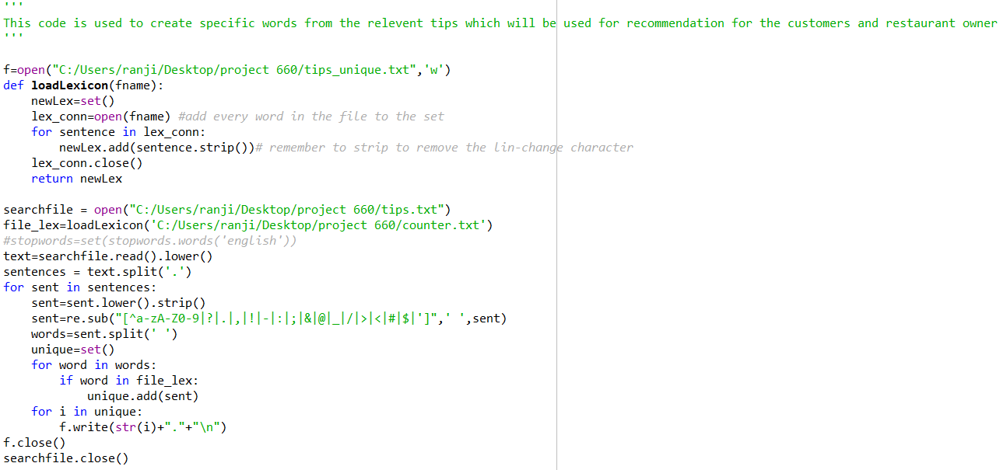 '''
This code is used to create specific words from the relevent tips which will be used for recommendation for the customers and restaurant owner
'''
f=open("C:/Users/ranji/Desktop/project 660/tips_unique.txt",'w')
def loadLexicon(fname):
    newLex=set()
    lex_conn=open(fname) #add every word in the file to the set
    for sentence in lex_conn:
        newLex.add(sentence.strip())# remember to strip to remove the lin-change character
    lex_conn.close()
    return newLex
searchfile = open("C:/Users/ranji/Desktop/project 660/tips.txt")
file_lex=loadLexicon('C:/Users/ranji/Desktop/project 660/counter.txt')
#stopwords=set(stopwords.words('english'))
text=searchfile.read().lower()
sentences = text.split('.')
for sent in sentences:
    sent=sent.lower().strip()
    sent=re.sub("[^a-zA-Z0-9|?|.|,|!|-|:|;|&|@|_|/|>|<|#|$|']",' ',sent)
    words=sent.split(' ')
    unique=set()
    for word in words:
        if word in file_lex:
            unique.add(sent)
    for i in unique:
        f.write(str(i)+"."+"\n")
f.close()
searchfile.close()